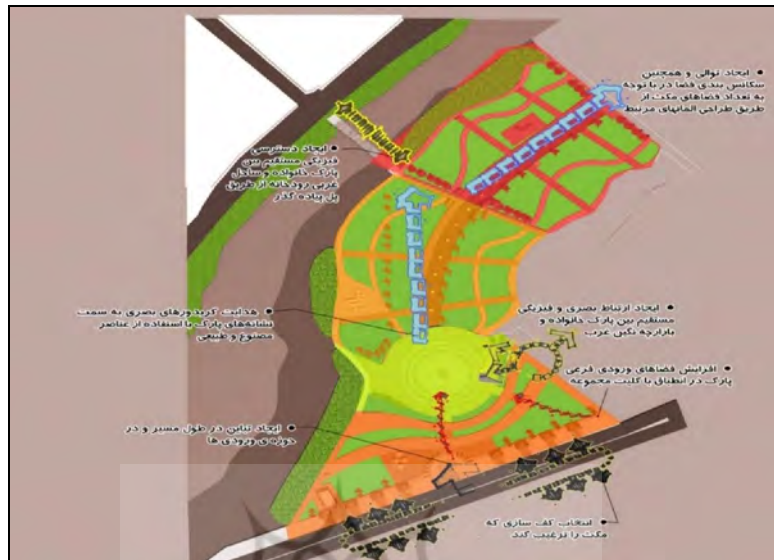 ● ایجاد توالی و همچنین
سکانس بندی فضا در با توجه
به تعداد فضاهای مکث از
طریق طراحی المانهای مرتبط
● ایجاد دسترسی
فیزیکی مستقیم بین
پارک خانواده و ساحل
غربی رودخانه از طریق
پل پیاده گذر
● هدایت کریدورهای بصری به سمت
نشانه‌های پارک با استفاده از عناصر
مصنوع و طبیعی
● ایجاد ارتباط بصری و فیزیکی
مستقیم بین پارک خانواده و
بازارچه نگین غرب
● افزایش فضاهای ورودی فرعی
پارک در انطباق با کلیت مجموعه
● ایجاد تباین در طول مسیر و در
حوزه ی ورودی ها
● انتخاب کف سازی که
مکث را ترغیب کند